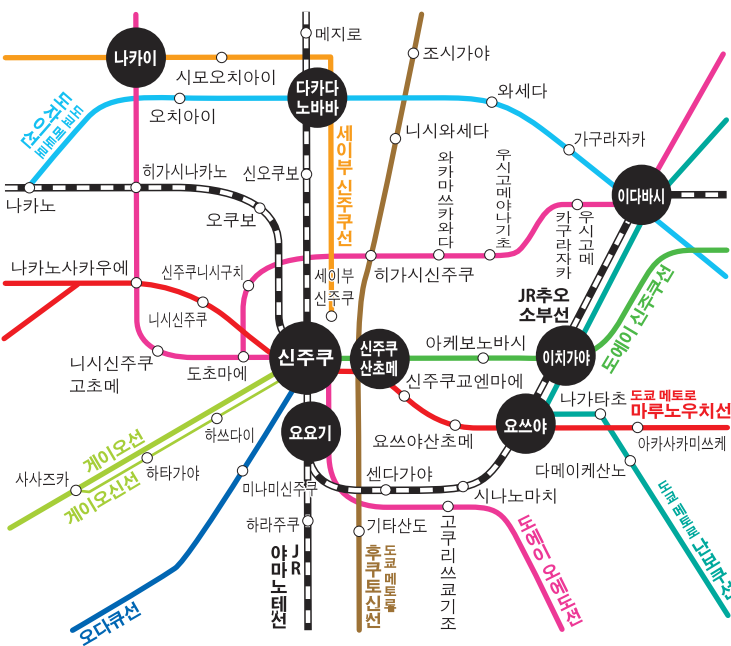 메지로
나카이
조시가야
시모오치아이
다카다
노바바
와세다
도쿄 메트로
도자이선
오치아이
세이부 신주쿠선
니시와세다
가구라자카
와카마쓰카와다
우시고메야나기초
히가시나카노
신오쿠보
이다바시
나카노
오쿠보
우시고메
카구라자카
나카노사카우에
신주쿠니시구치
세이부
신주쿠
히가시신주쿠
JR추오
소부선
도에이 신주쿠선
니시신주쿠
신주쿠
신주쿠
산초메
아케보노바시
이치가야
니시신주쿠
고초메
도초마에
신주쿠교엔마에
나가타초
도쿄 메트로
마루노우치선
게이오선
하쓰다이
요요기
요쓰야
요쓰야산초메
아카사카미쓰케
사사즈카
하타가야
게이오신선
미나미신주쿠
센다가야
시나노마치
다메이케산노
도쿄 메트로 난보쿠선
하라주쿠
기타산도
고쿠리쓰쿄기조
도에이 오에도선
JR
야마노테선
도쿄 메트로
후쿠토신선
오다큐선